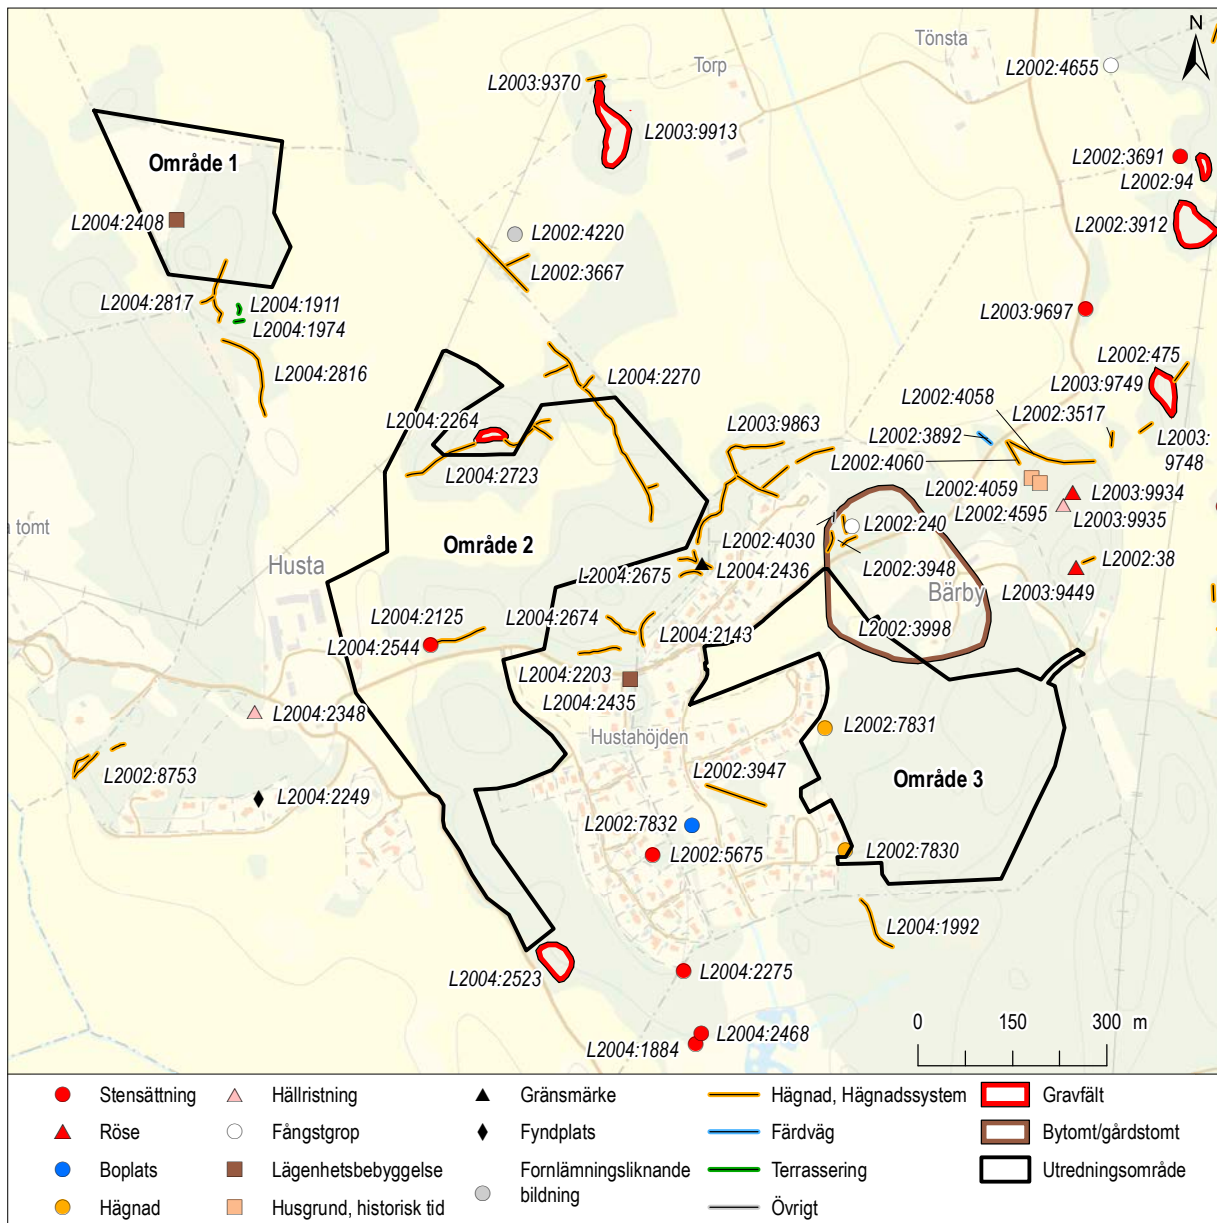 Tönsta
N
Torp
L2002:4655
L2003:9370
L2003:9913
L2002:3691
L2002:94
Område 1
L2004:2408
L2002:3912
L2002:4220
L2002:3667
L2004:2817
L2004:1911
L2004:1974
L2003:9697
L2004:2816
L2002:475
L2003:9749
L2004:2270
L2002:4058
L2002:3517
L2004:2264
L2003:9863
L2002:3892
L2003:
9748
L2002:4060
L2004:2723
L2002:4059
L2003:9934
L2002:4595
L2003:9935
a tomt
Område 2
L2002:240
L2002:4030
L2002:38
L2002:3948
Husta
L2004:2675
L2004:2436
L2003:9449
Bärby
L2004:2125
L2004:2674
L2004:2544
L2004:2143
L2002:3998
L2004:2203
L2004:2435
L2004:2348
L2002:7831
Hustahöjden
L2002:8753
L2002:3947
Område 3
L2004:2249
L2002:7832
L2002:5675
L2002:7830
L2004:1992
L2004:2523
L2004:2275
L2004:2468
L2004:1884
0 150 300 m
Stensättning
Hällristning
Gränsmärke
Hägnad, Hägnadssystem
Gravfält
Röse
Fångstgrop
Fyndplats
Färdväg
Bytomt/gårdstomt
Boplats
Lägenhetsbebyggelse
Fornlämningsliknande
bildning
Terrassering
Utredningsområde
Hägnad
Husgrund, historisk tid
Övrigt